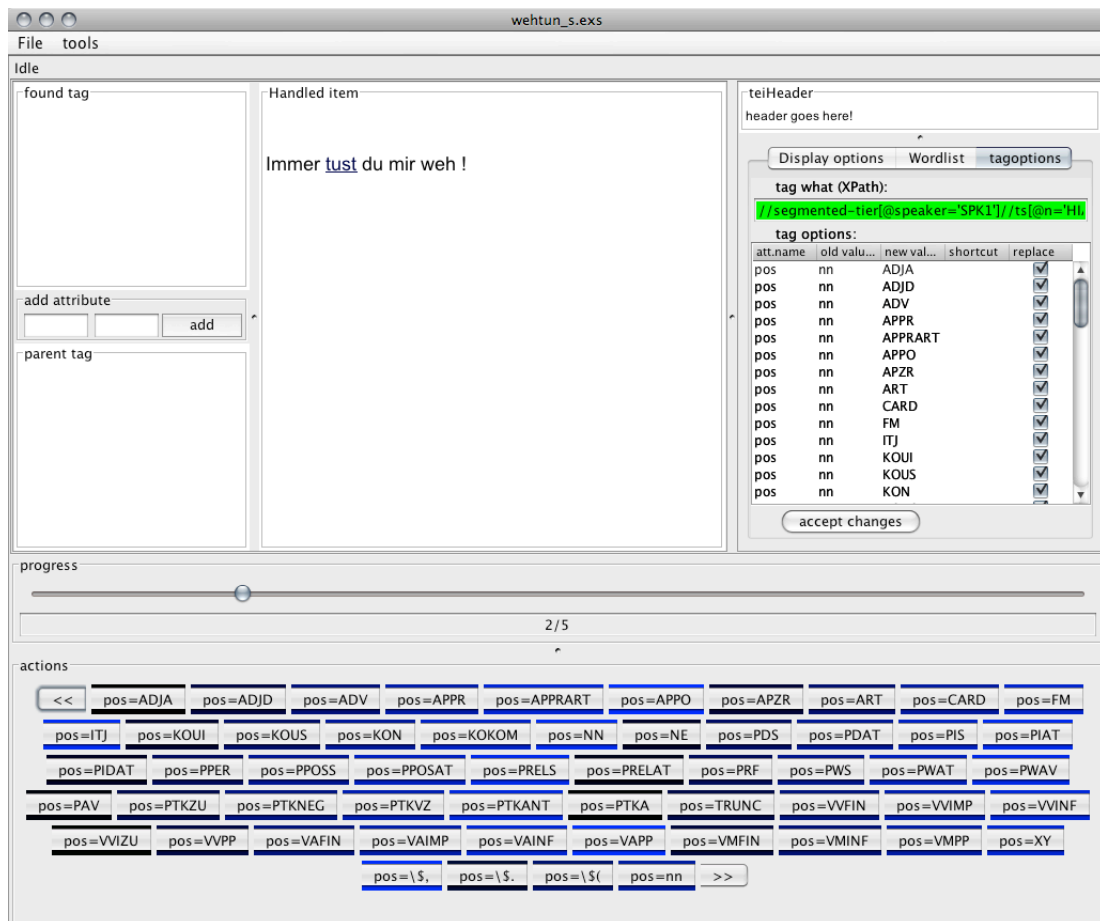 wehtun_s.exs
File tools
Idle
found tag
add attribute
add
parent tag
Handled item
Immer tust du mir weh !
teiHeader
header goes here!
Display options Wordlist tagoptions
tag what (XPath):
//segmented-tier[@speaker='SPK1']//ts[@n='HI
tag options:
att.name old valu... new val... shortcut replace
pos nn ADJA
pos nn ADJD
pos nn ADV
pos nn APPR
pos nn APPRART
pos nn APPO
pos nn APZR
pos nn ART
pos nn CARD
pos nn FM
pos nn ITJ
pos nn KOUI
pos nn KOUS
pos nn KON
accept changes
progress
2/5
actions
<< pos=ADJA pos=ADJD pos=ADV pos=APPR pos=APPRART pos=APPO pos=APZR pos=ART pos=CARD pos=FM
pos=ITJ pos=KOUI pos=KOUS pos=KON pos=KOKOM pos=NN pos=NE pos=PDS pos=PDAT pos=PIS pos=PIAT
pos=PIDAT pos=PPER pos=PPOSS pos=PPOSAT pos=PRELS pos=PRELAT pos=PRF pos=PWS pos=PWAT pos=PWAV
pos=PAV pos=PTKZU pos=PTKNEG pos=PTKVZ pos=PTKANT pos=PTKA pos=TRUNC pos=VVFIN pos=VVIMP pos=VVINF
pos=VVIZU pos=VVPP pos=VAFIN pos=VAIMP pos=VAINF pos=VAPP pos=VMFIN pos=VMINF pos=VMPP pos=XY
pos=\$, pos=\$. pos=\$( pos=nn >>